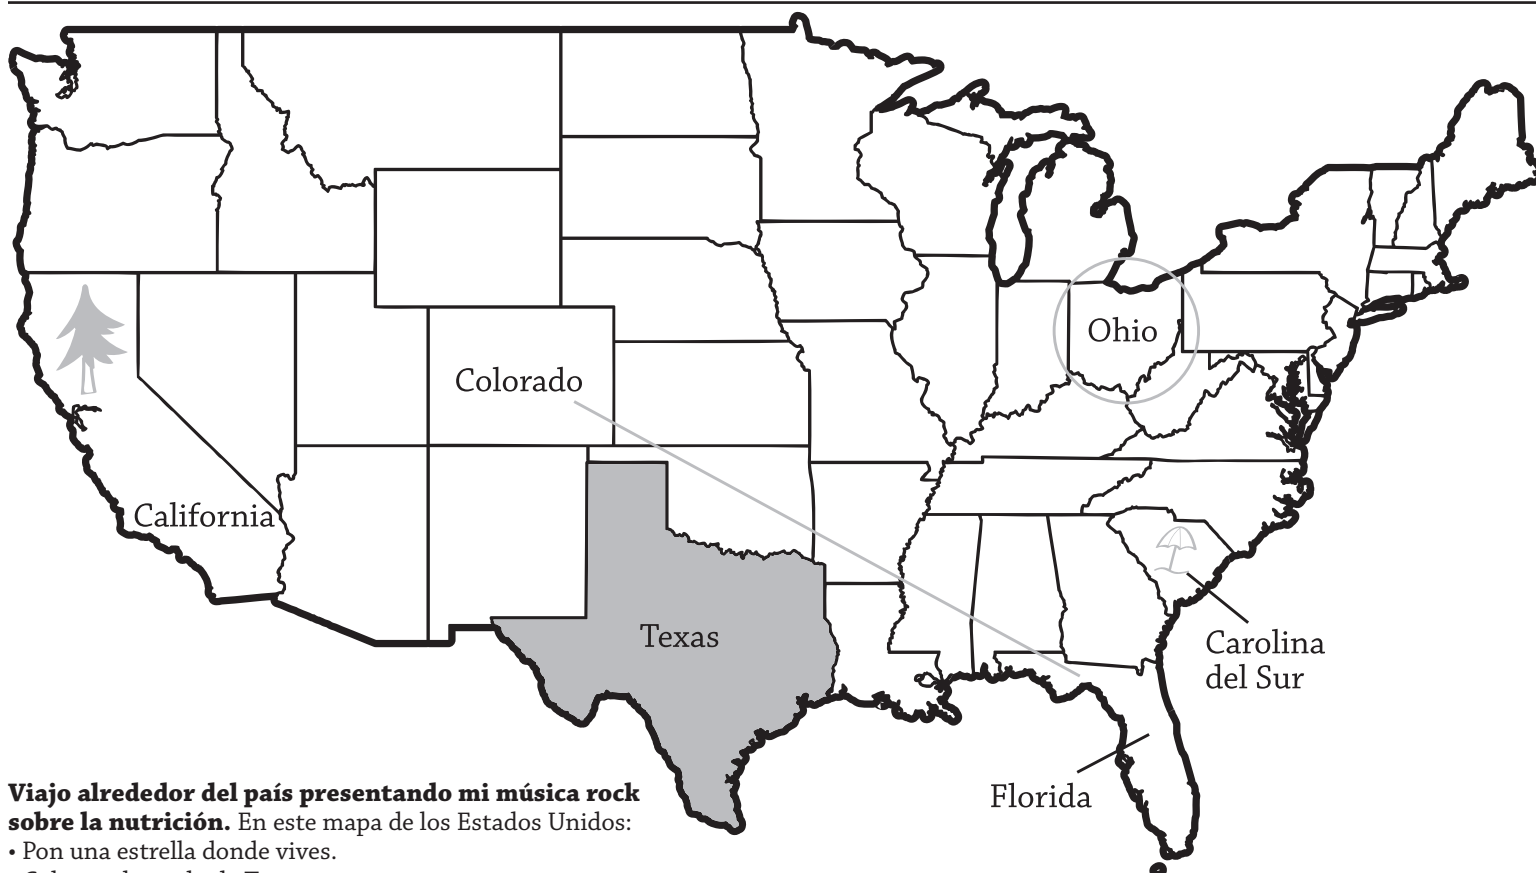 Ohio
Colorado
California
Texas
Carolina
del Sur
Florida
Viajo alrededor del país presentando mi música rock
sobre la nutrición. En este mapa de los Estados Unidos:
• Pon una estrella donde vives.